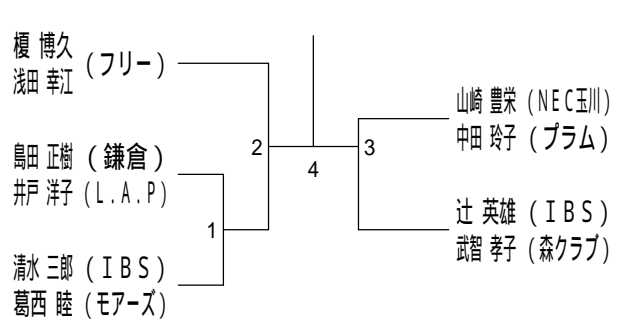 榎 博久
浅田 幸江 (フリー)
島田 正樹 (鎌倉)
井戸 洋子 (L.A.P)
清水 三郎 (IBS)
葛西 睦 (モアーズ)
1
2
4
3
山崎 豊栄 (NEC玉川)
中田 玲子 (プラム)
辻 英雄 (IBS)
武智 孝子 (森クラブ)